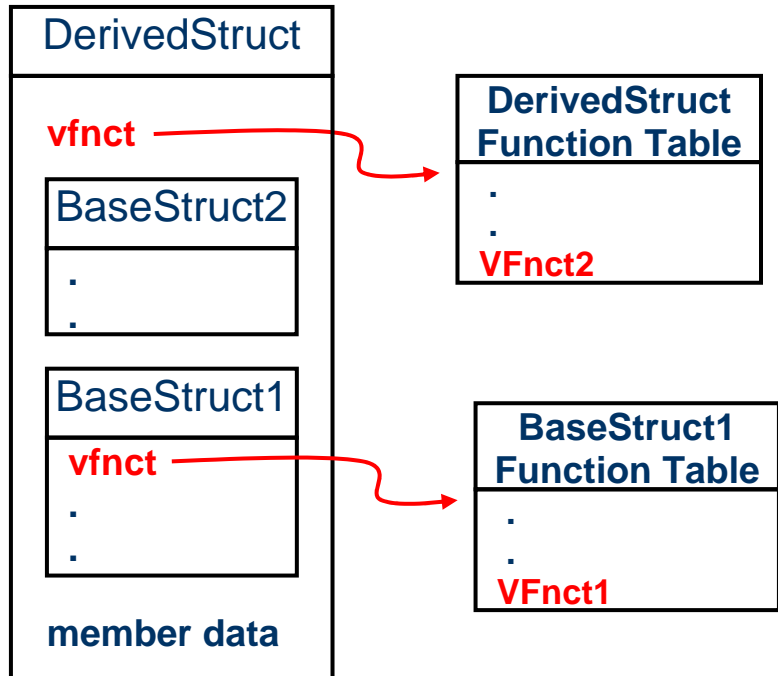 DerivedStruct
vfnct
BaseStruct2
.
.
BaseStruct1
vfnct
.
.
member data
DerivedStruct
Function Table
.
.
VFnct2
BaseStruct1
Function Table
.
.
VFnct1